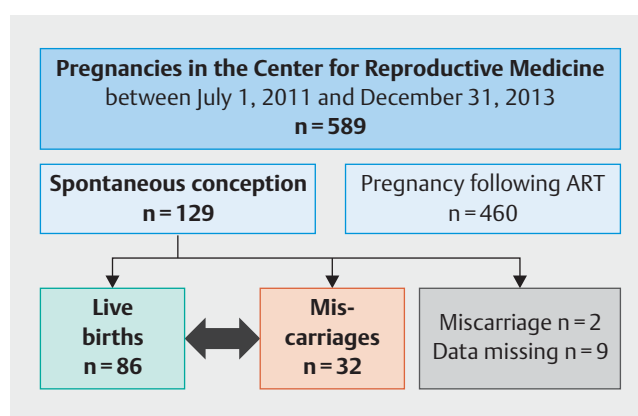 Pregnancies in the Center for Reproductive Medicine
between July 1, 2011 and December 31, 2013
n = 589
Spontaneous conception
n = 129
Pregnancy following ART
n = 460
Live
births
n = 86
Mis-
carriages
n = 32
Miscarriage n = 2
Data missing n = 9